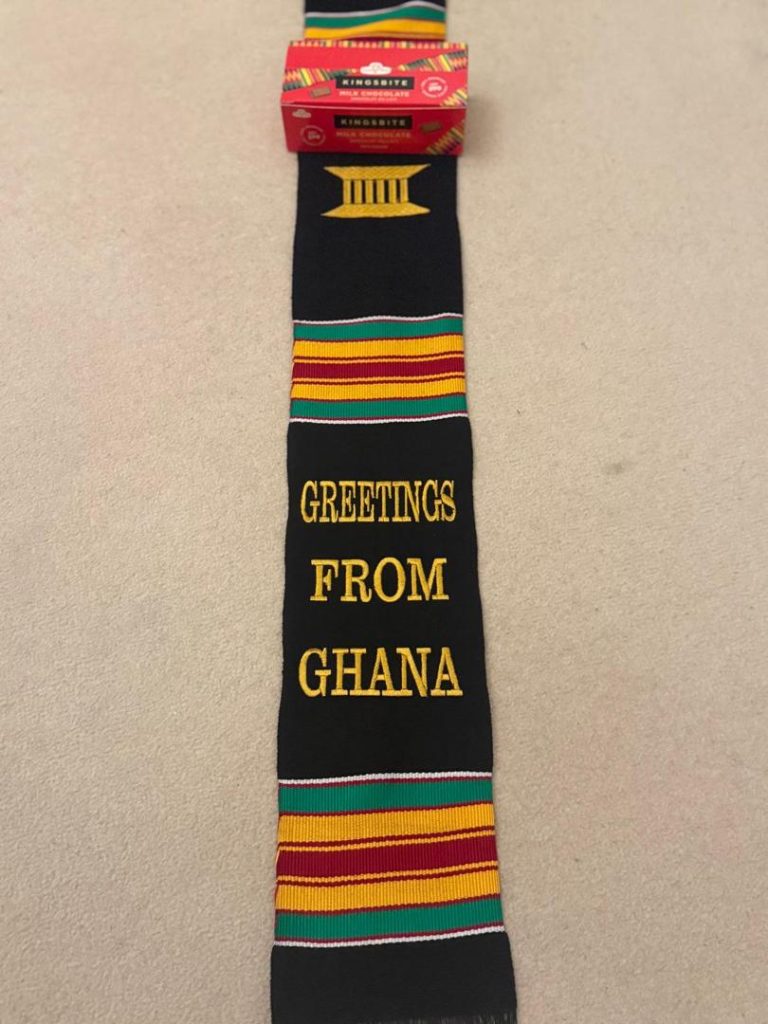 KINGSBITE
MILK CHOCOLATE
KINGSBITE
MILK CHOCOLATE
GREETINGS
FROM
GHANA